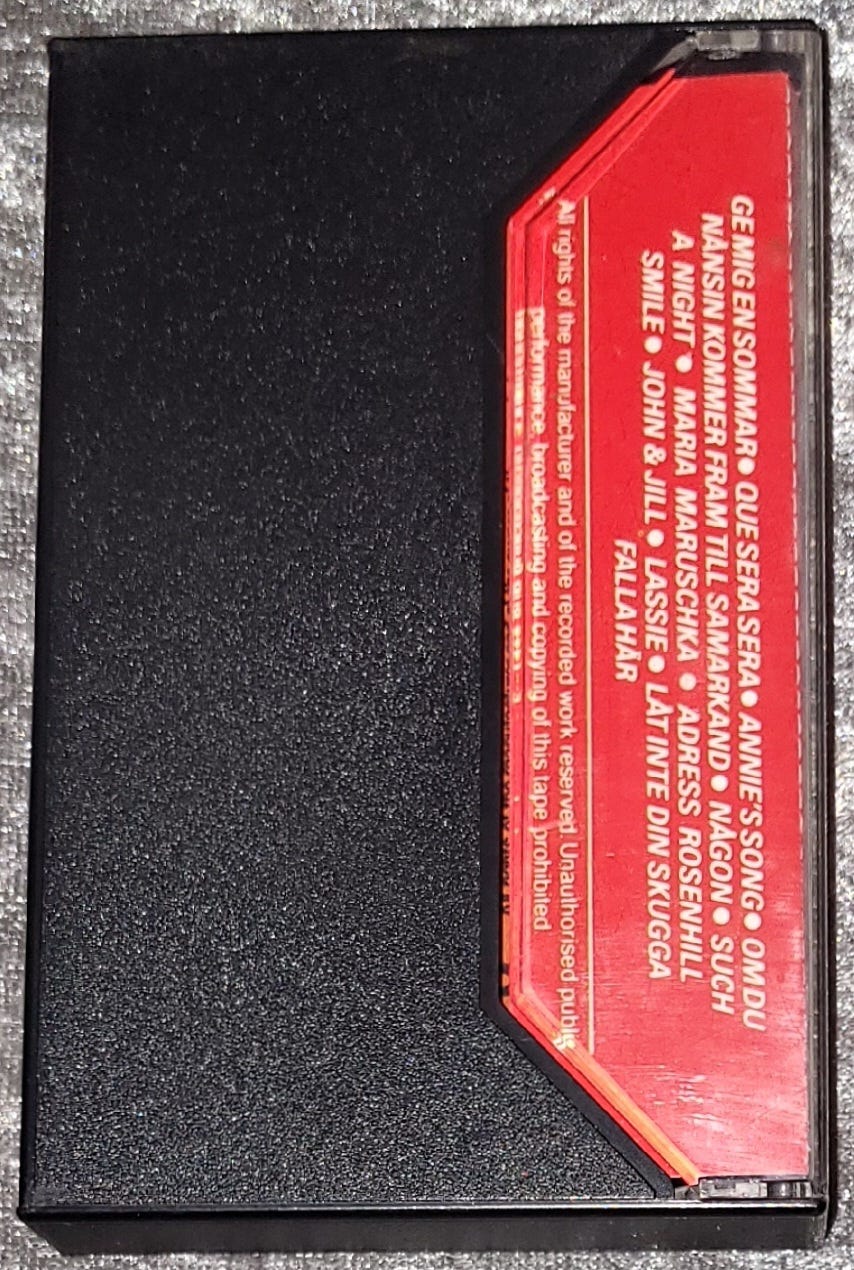 GE MIG EN SOMMAR • QUE SERA SERA • ANNIE'S SONG • OM DU
NÅNSIN KOMMER FRAM TILL SAMARKAND • NÅGON • SUCH
A NIGHT • MARIA MARUSCHKA • ADRESS ROSENHILL
SMILE • JOHN & JILL • LASSIE • LÅT INTE DIN SKUGGA
FALLA HÄR
All rights of the manufacturer and of the recorded work reserved. Unauthorised public
performance, broadcasting and copying of this tape prohibited